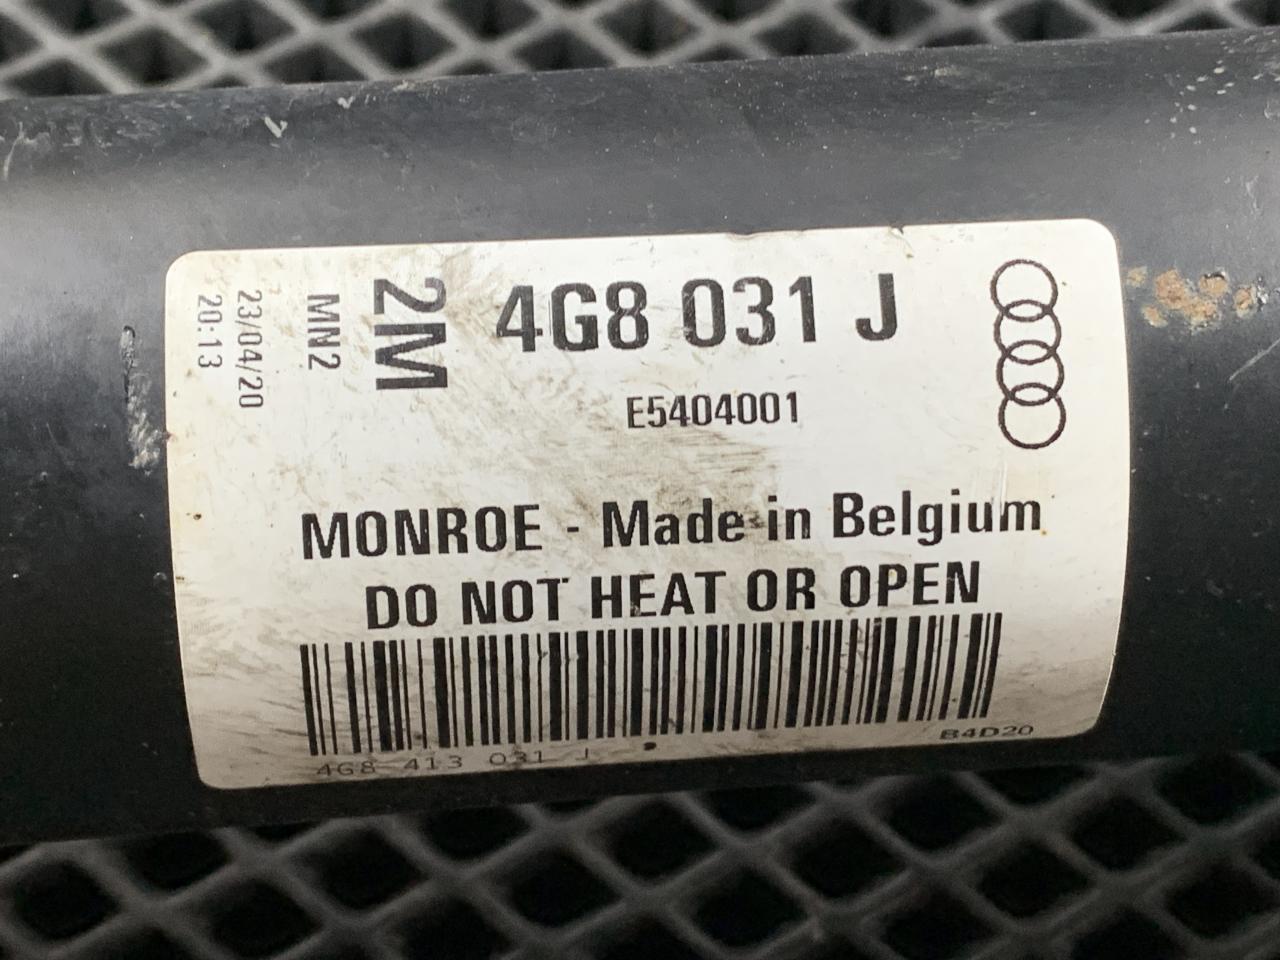 4G8 031 J
2M
MN2
23/04/20
20:13
E5404001
MONROE - Made in Belgium
DO NOT HEAT OR OPEN
4G8 413 031 J
B4D20